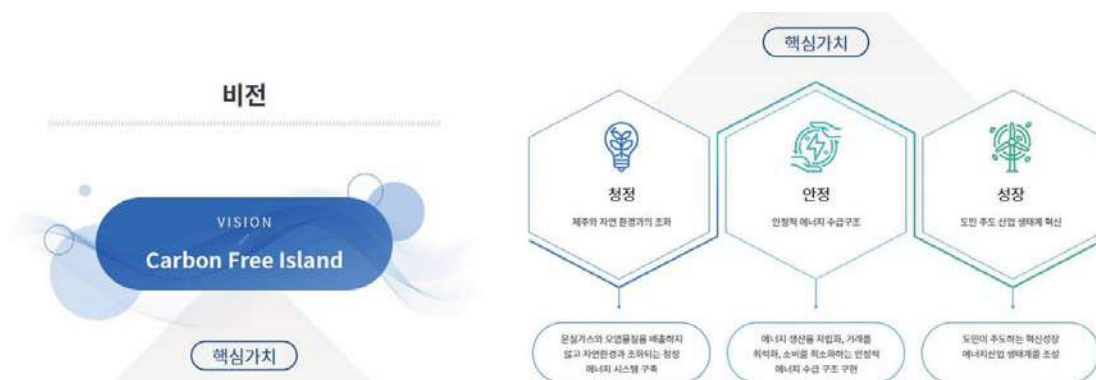 비전
VISION
Carbon Free Island
핵심가치
핵심가치
청정
제주와 자연 환경과의 조화
온실가스와 오염물질을 배출하지
않고 자연환경과 조화되는 청정
에너지 시스템 구축
안정
안정적 에너지 수급구조
에너지 생산을 자립화, 거래를
최적화, 소비를 최소화하는 안정적
에너지 수급 구조 구현
성장
도민 주도 산업 생태계 혁신
도민이 주도하는 혁신성장
에너지산업 생태계를 조성